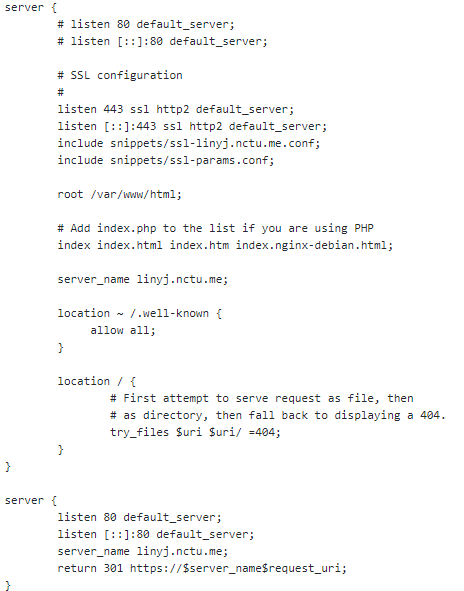 server {
        # listen 80 default_server;
        # listen [::]:80 default_server;

        # SSL configuration
        #
        listen 443 ssl http2 default_server;
        listen [::]:443 ssl http2 default_server;
        include snippets/ssl-linyj.nctu.me.conf;
        include snippets/ssl-params.conf;

        root /var/www/html;

        # Add index.php to the list if you are using PHP
        index index.html index.htm index.nginx-debian.html;

        server_name linyj.nctu.me;

        location ~ /.well-known {
             allow all;
        }

        location / {
                # First attempt to serve request as file, then
                # as directory, then fall back to displaying a 404.
                try_files $uri $uri/ =404;
        }
}

server {
        listen 80 default_server;
        listen [::]:80 default_server;
        server_name linyj.nctu.me;
        return 301 https://$server_name$request_uri;
}